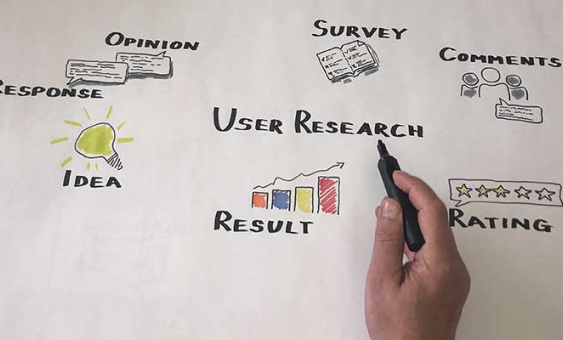 SURVEY
OPINION
COMMENTS
RESPONSE
USER RESEARCH
IDEA
RESULT
RATING